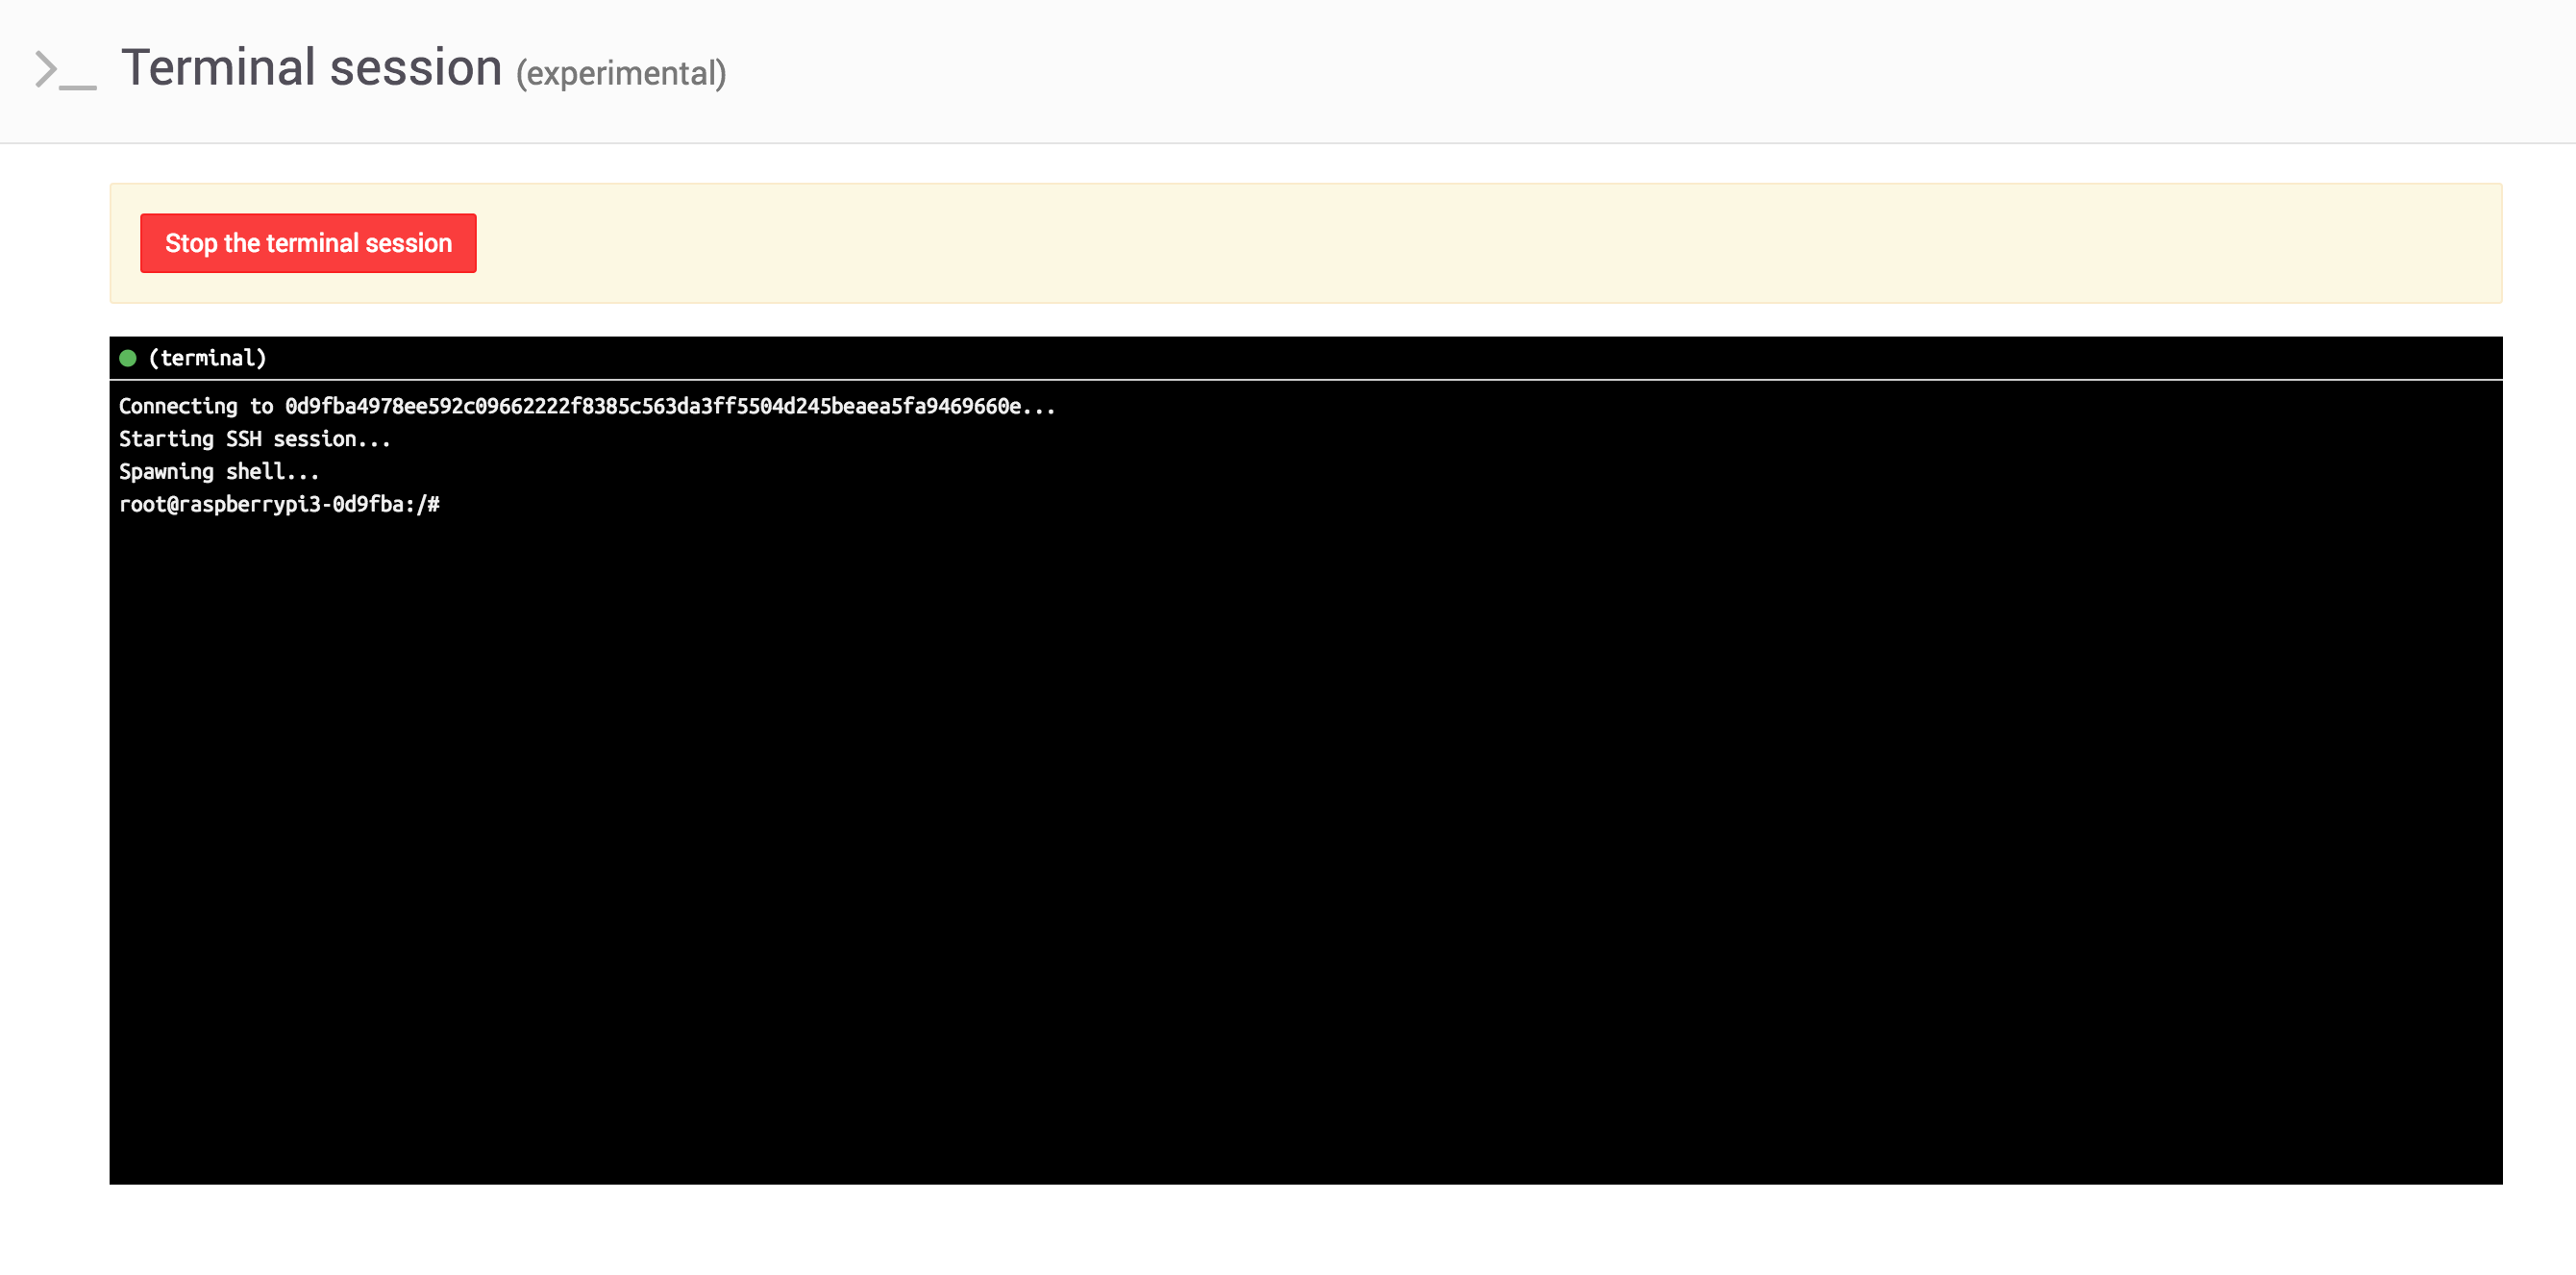 >_ Terminal session (experimental)
Stop the terminal session
(terminal)
Connecting to 0d9fba4978ee592c09662222f8385c563da3ff5504d245beaea5fa9469660e...
Starting SSH session...
Spawning shell...
root@raspberrypi3-0d9fba:/#